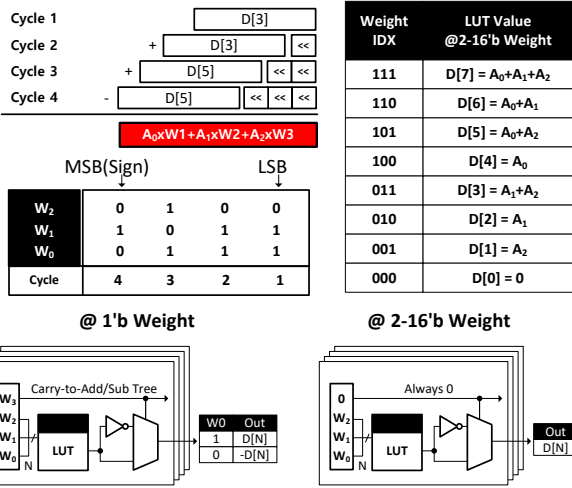 Cycle 1 D[3]
Cycle 2 + D[3] <<
Cycle 3 + D[5] << <<
Cycle 4 - D[5] << << <<
A₀xW1+A₁xW2+A₂xW3
MSB(Sign) LSB
W₂ 0 1 0 0
W₁ 1 0 1 1
W₀ 0 1 1 1
Cycle 4 3 2 1
Weight IDX LUT Value @2-16'b Weight
111 D[7] = A₀+A₁+A₂
110 D[6] = A₀+A₁
101 D[5] = A₀+A₂
100 D[4] = A₀
011 D[3] = A₁+A₂
010 D[2] = A₁
001 D[1] = A₂
000 D[0] = 0
@ 1'b Weight
Carry-to-Add/Sub Tree
W₃
W₂
W₁
W₀
N
LUT
W0 Out
1 D[N]
0 -D[N]
@ 2-16'b Weight
Always 0
0
W₂
W₁
W₀
N
LUT
Out
D[N]